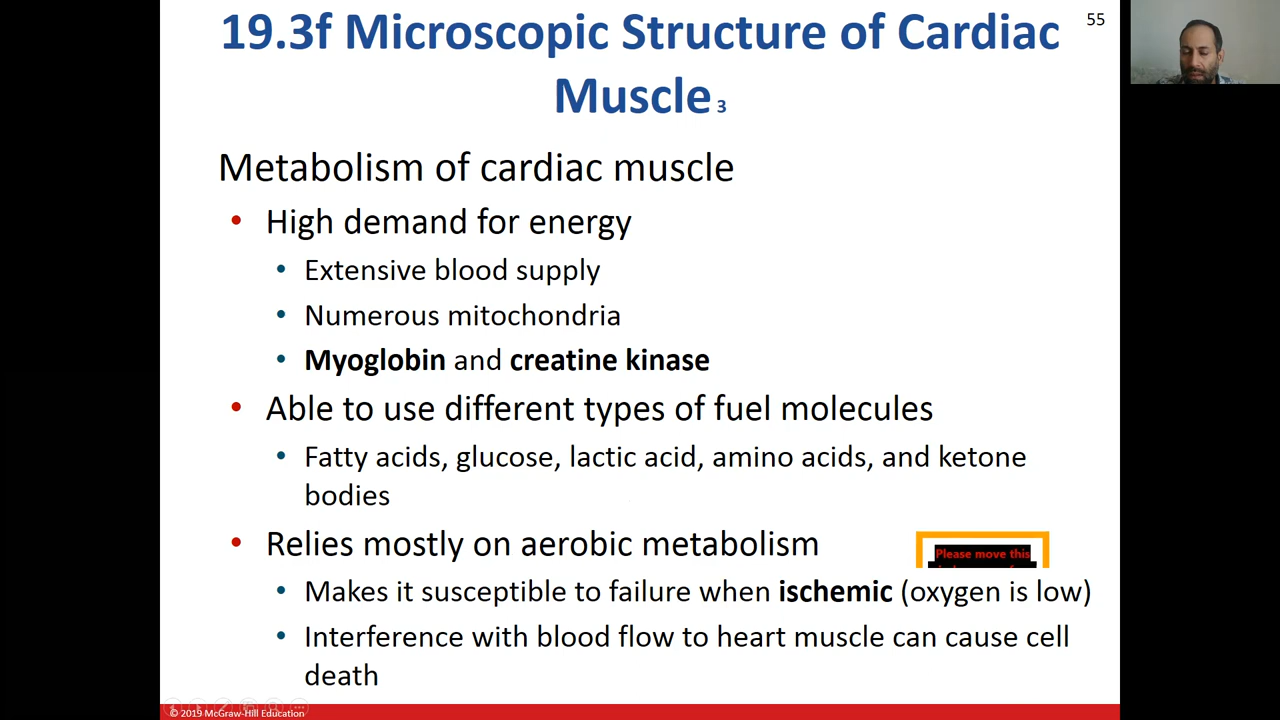 19.3f Microscopic Structure of Cardiac
Muscle 3
55
Metabolism of cardiac muscle
• High demand for energy
• Extensive blood supply
• Numerous mitochondria
• Myoglobin and creatine kinase
• Able to use different types of fuel molecules
• Fatty acids, glucose, lactic acid, amino acids, and ketone
bodies
• Relies mostly on aerobic metabolism
Please move this
• Makes it susceptible to failure when ischemic (oxygen is low)
• Interference with blood flow to heart muscle can cause cell
death
© 2019 McGraw-Hill Education